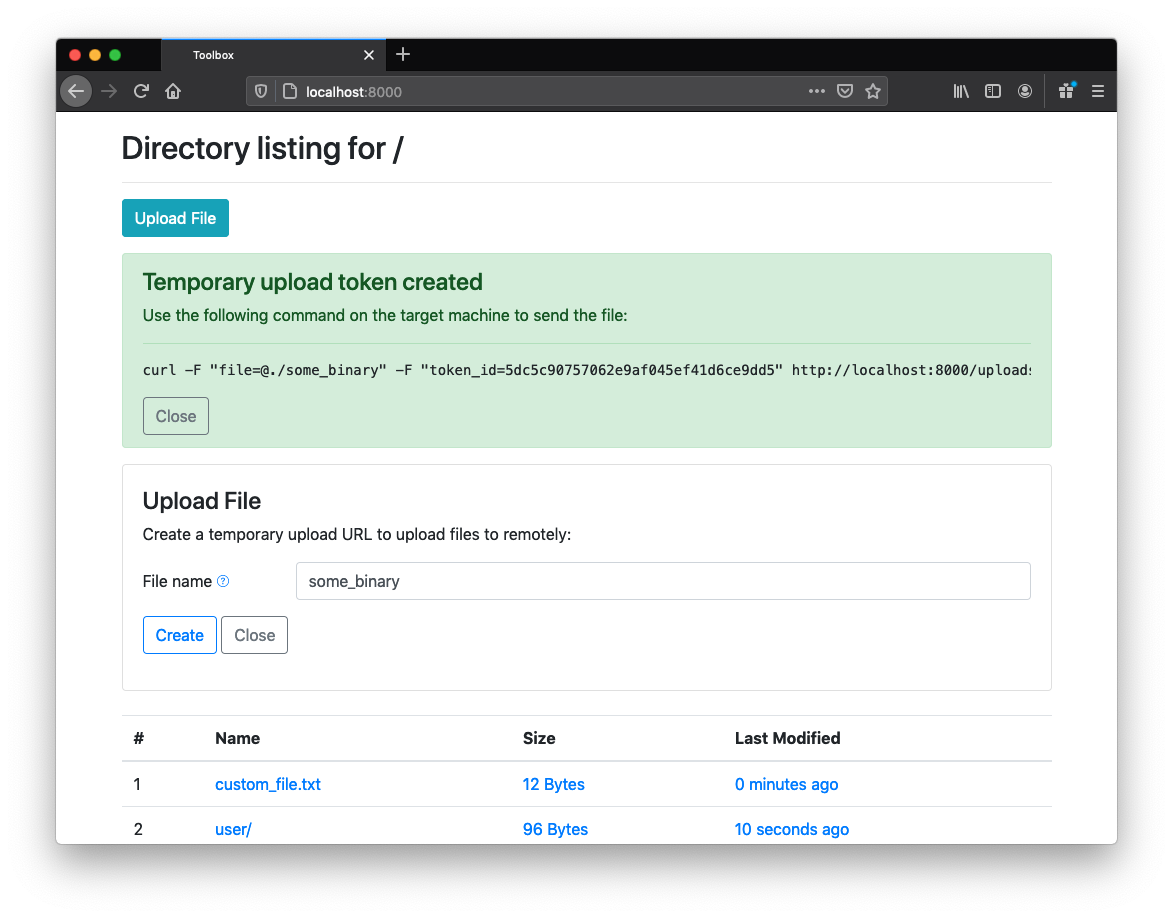 Toolbox
localhost:8000
Directory listing for /
Upload File
Temporary upload token created
Use the following command on the target machine to send the file:
curl -F "file=@./some_binary" -F "token_id=5dc5c90757062e9af045ef41d6ce9dd5" http://localhost:8000/uploads
Close
Upload File
Create a temporary upload URL to upload files to remotely:
File name ?
some_binary
Create Close
# Name Size Last Modified
1 custom_file.txt 12 Bytes 0 minutes ago
2 user/ 96 Bytes 10 seconds ago